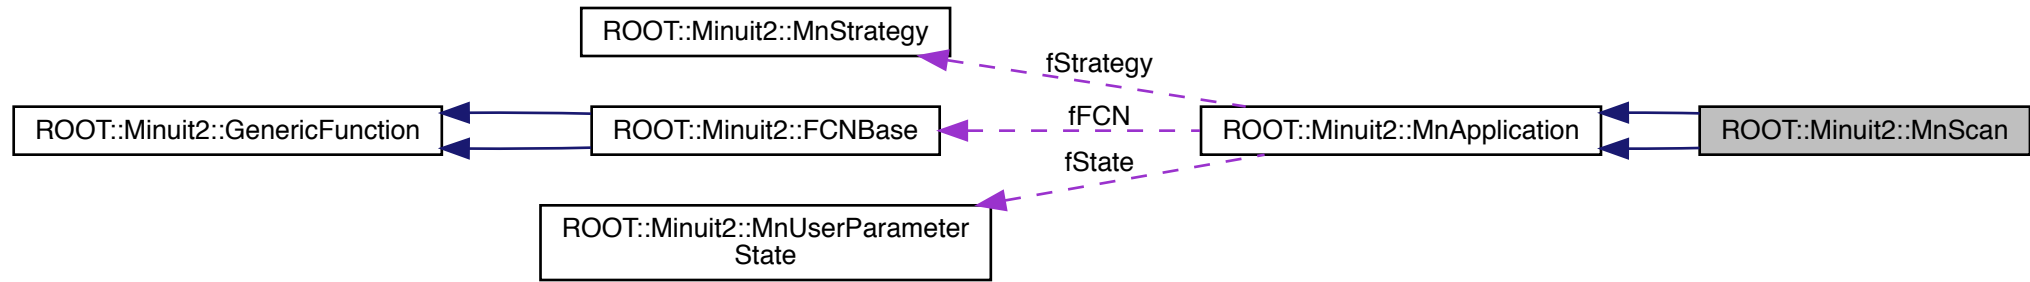 ROOT::Minuit2::MnStrategy
fStrategy
ROOT::Minuit2::GenericFunction
ROOT::Minuit2::FCNBase
fFCN
ROOT::Minuit2::MnApplication
ROOT::Minuit2::MnScan
fState
ROOT::Minuit2::MnUserParameter
State